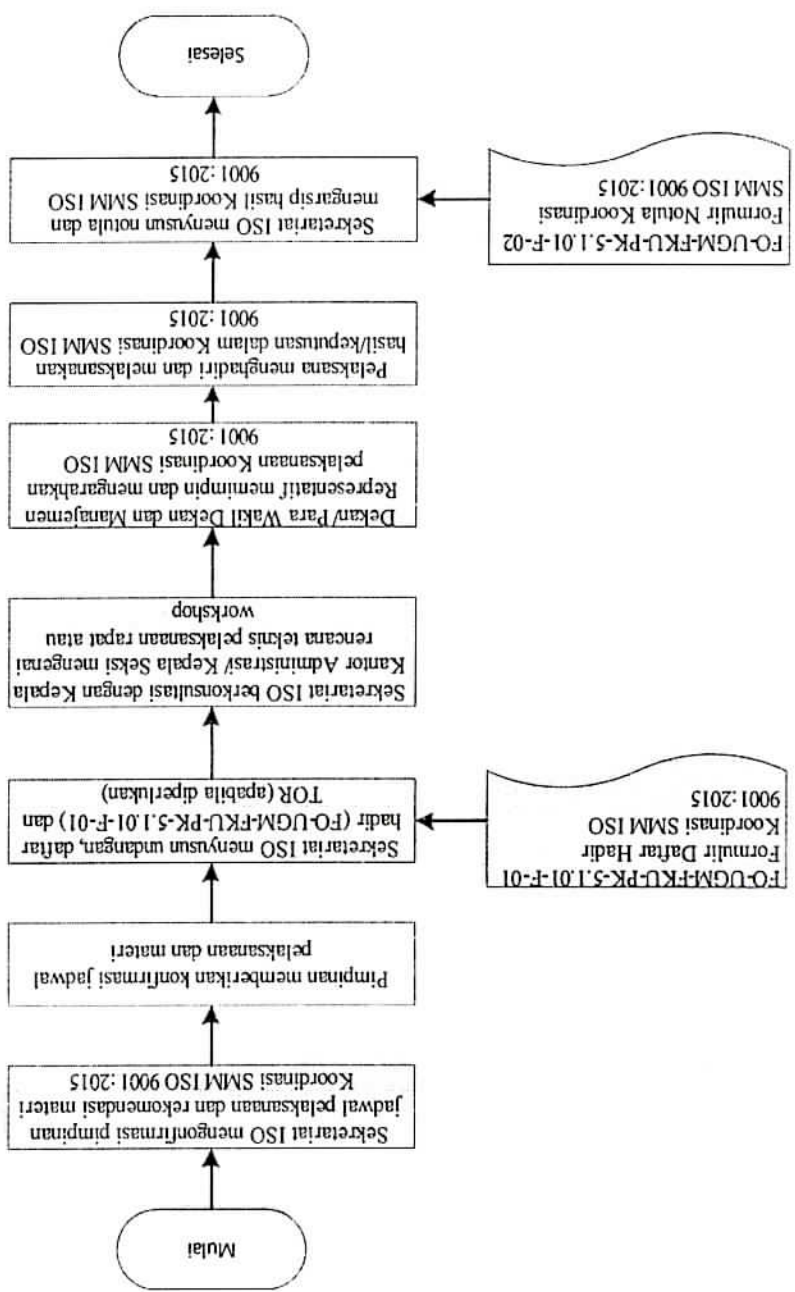 Mulai
Sekretariat ISO mengonfirmasi pimpinan
jadwal pelaksanaan dan rekomendasi materi
Koordinasi SMM ISO 9001:2015
Pimpinan memberikan konfirmasi jadwal
pelaksanaan dan materi
Sekretariat ISO menyusun undangan, daftar
hadir (FO-UGM-FKU-PK-5.1.01-F-01) dan
TOR (apabila diperlukan)
FO-UGM-FKU-PK-5.1.01-F-01
Formulir Daftar Hadir
Koordinasi SMM ISO
9001:2015
Sekretariat ISO berkonsultasi dengan Kepala
Kantor Administrasi/ Kepala Seksi mengenai
rencana teknis pelaksanaan rapat atau
workshop
Dekan/ Para Wakil Dekan dan Manajemen
Representatif memimpin dan mengarahkan
pelaksanaan Koordinasi SMM ISO
9001:2015
Pelaksana menghadiri dan melaksanakan
hasil/keputusan dalam Koordinasi SMM ISO
9001:2015
Sekretariat ISO menyusun notula dan
mengarsip hasil Koordinasi SMM ISO
9001:2015
FO-UGM-FKU-PK-5.1.01-F-02
Formulir Notula Koordinasi
SMM ISO 9001:2015
Selesai